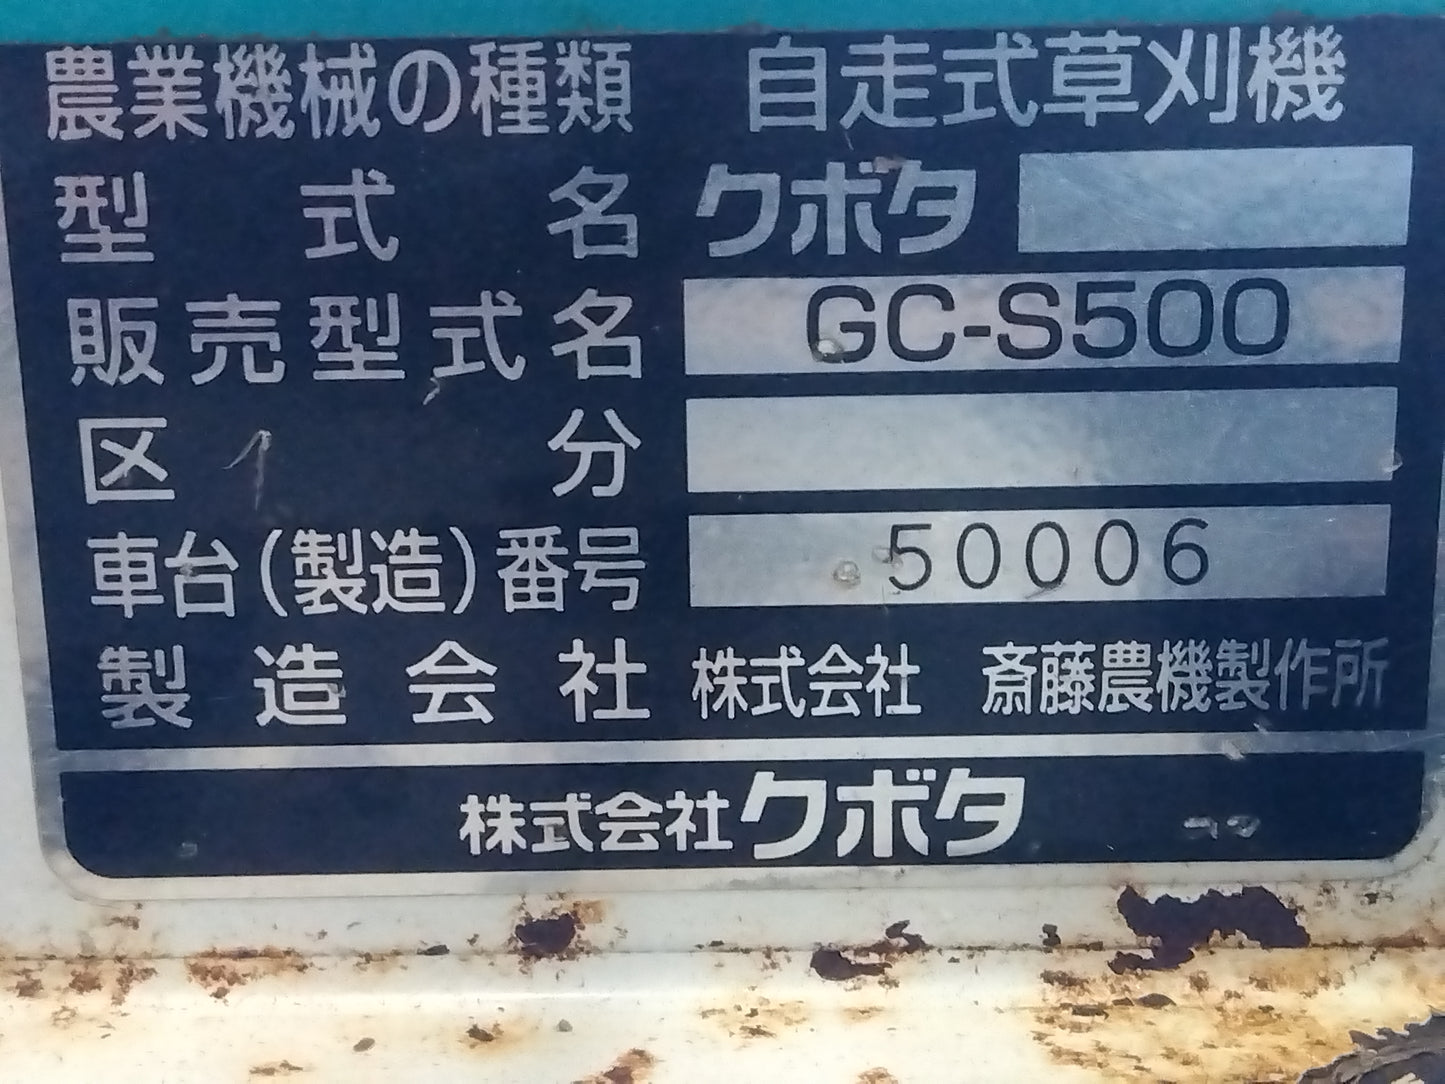 農業機械の種類 自走式草刈機
型式名 クボタ
販売型式名 GC-S500
区分
車台(製造)番号 50006
製造会社 株式会社 斎藤農機製作所
株式会社クボタ